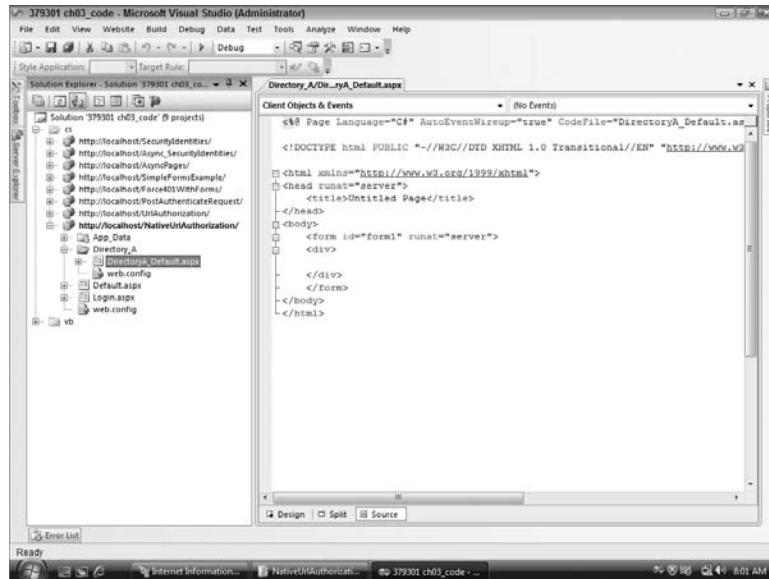 379301 ch03_code - Microsoft Visual Studio (Administrator)
File Edit View Website Build Debug Data Test Tools Analyze Window Help
Debug
Style Application: Target Rule:
Toolbox
Server Explorer
Solution Explorer - Solution '379301 ch03_co...
Solution '379301 ch03_code' (9 projects)
cs
http://localhost/SecurityIdentities/
http://localhost/Async_SecurityIdentities/
http://localhost/AsyncPages/
http://localhost/SimpleFormsExample/
http://localhost/Force401WithForms/
http://localhost/PostAuthenticateRequest/
http://localhost/UrlAuthorization/
http://localhost/NativeUrlAuthorization/
App_Data
Directory_A
DirectoryA_Default.aspx
web.config
Default.aspx
Login.aspx
web.config
vb
Directory_A/Dir...ryA_Default.aspx
Client Objects & Events (No Events)
<%@ Page Language="C#" AutoEventWireup="true" CodeFile="DirectoryA_Default.as
<!DOCTYPE html PUBLIC "-//W3C//DTD XHTML 1.0 Transitional//EN" "http://www.w3
<html xmlns="http://www.w3.org/1999/xhtml">
<head runat="server">
<title>Untitled Page</title>
</head>
<body>
<form id="form1" runat="server">
<div>
</div>
</form>
</body>
</html>
Design Split Source
Error List
Ready
Internet Information... NativeUrlAuthorizati... 379301 ch03_code - ... 8:01 AM